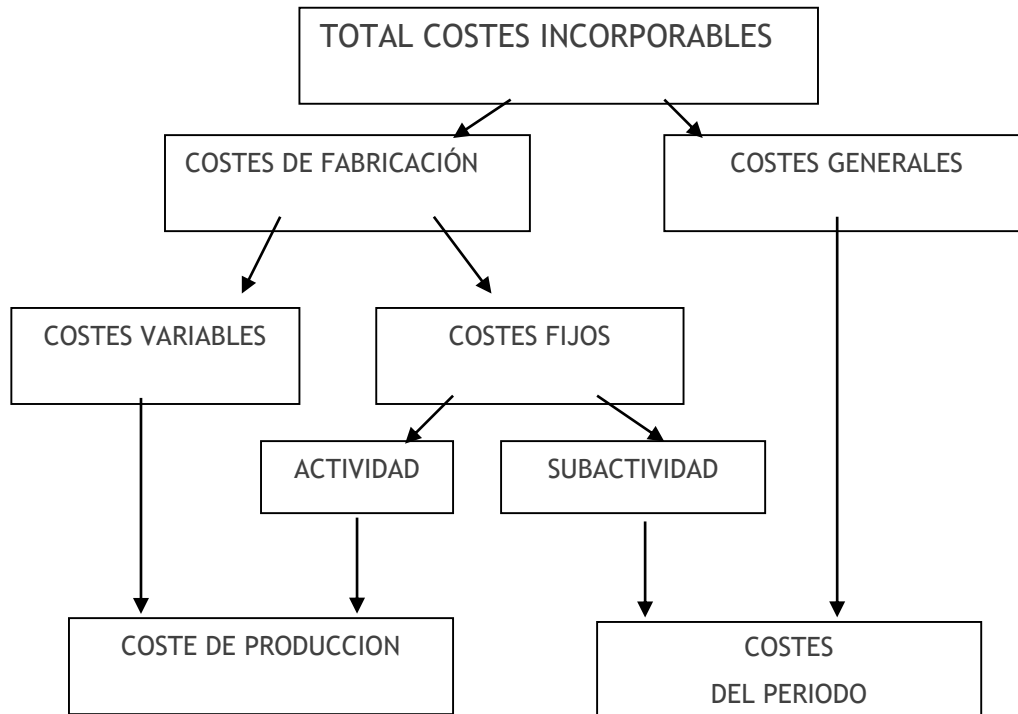 TOTAL COSTES INCORPORABLES
COSTES DE FABRICACIÓN
COSTES GENERALES
COSTES VARIABLES
COSTES FIJOS
ACTIVIDAD
SUBACTIVIDAD
COSTE DE PRODUCCION
COSTES
DEL PERIODO